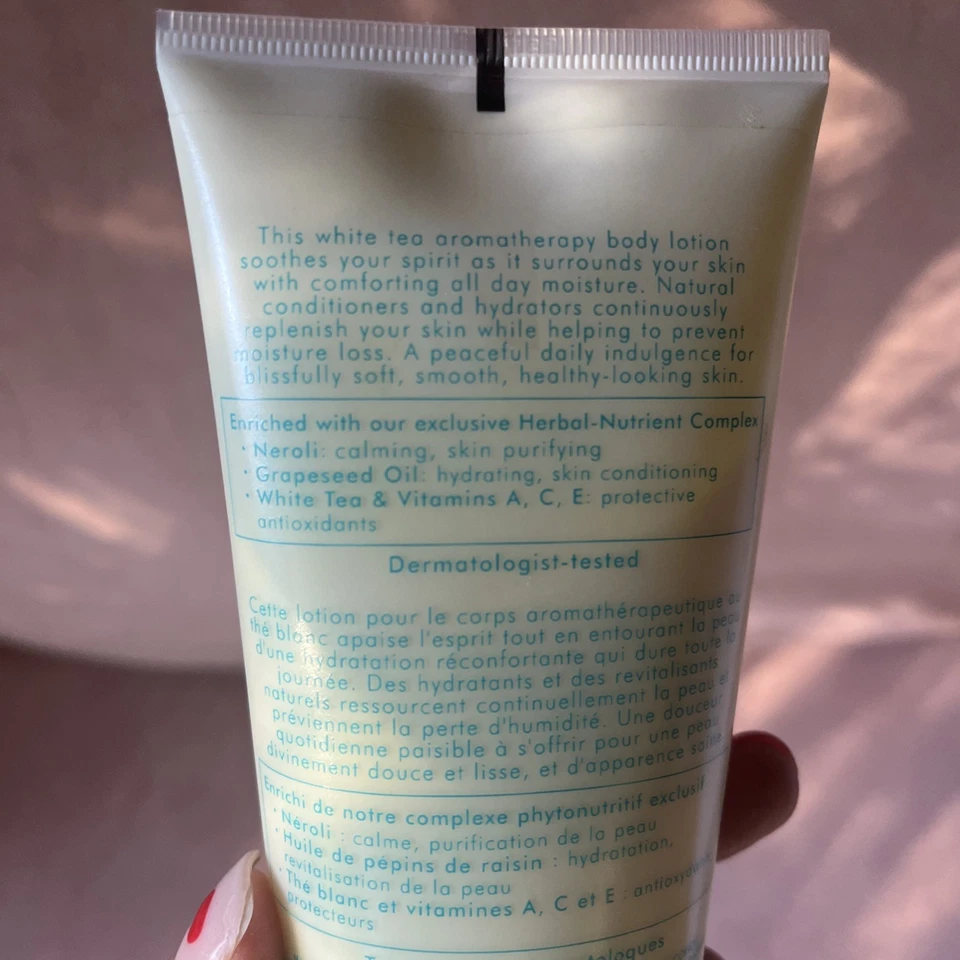 This white tea aromatherapy body lotion
soothes your spirit as it surrounds your skin
with comforting all day moisture. Natural
conditioners and hydrators continuously
replenish your skin while helping to prevent
moisture loss. A peaceful daily indulgence for
blissfully soft, smooth, healthy-looking skin.
Enriched with our exclusive Herbal-Nutrient Complex
· Neroli: calming, skin purifying
· Grapeseed Oil: hydrating, skin conditioning
· White Tea & Vitamins A, C, E: protective
antioxidants
Dermatologist-tested
Cette lotion pour le corps aromathérapeutique au
thé blanc apaise l'esprit tout en entourant la peau
d'une hydratation réconfortante qui dure toute la
journée. Des hydratants et des revitalisants
naturels ressourcent continuellement la peau et
préviennent la perte d'humidité. Une douceur
quotidienne paisible à s'offrir pour une peau
divinement douce et lisse, et d'apparence saine
Enrichi de notre complexe phytonutritif exclusif
· Néroli : calme, purification de la peau
· Huile de pépins de raisin : hydratation,
revitalisation de la peau
· Thé blanc et vitamines A, C et E : antioxydants
protecteurs